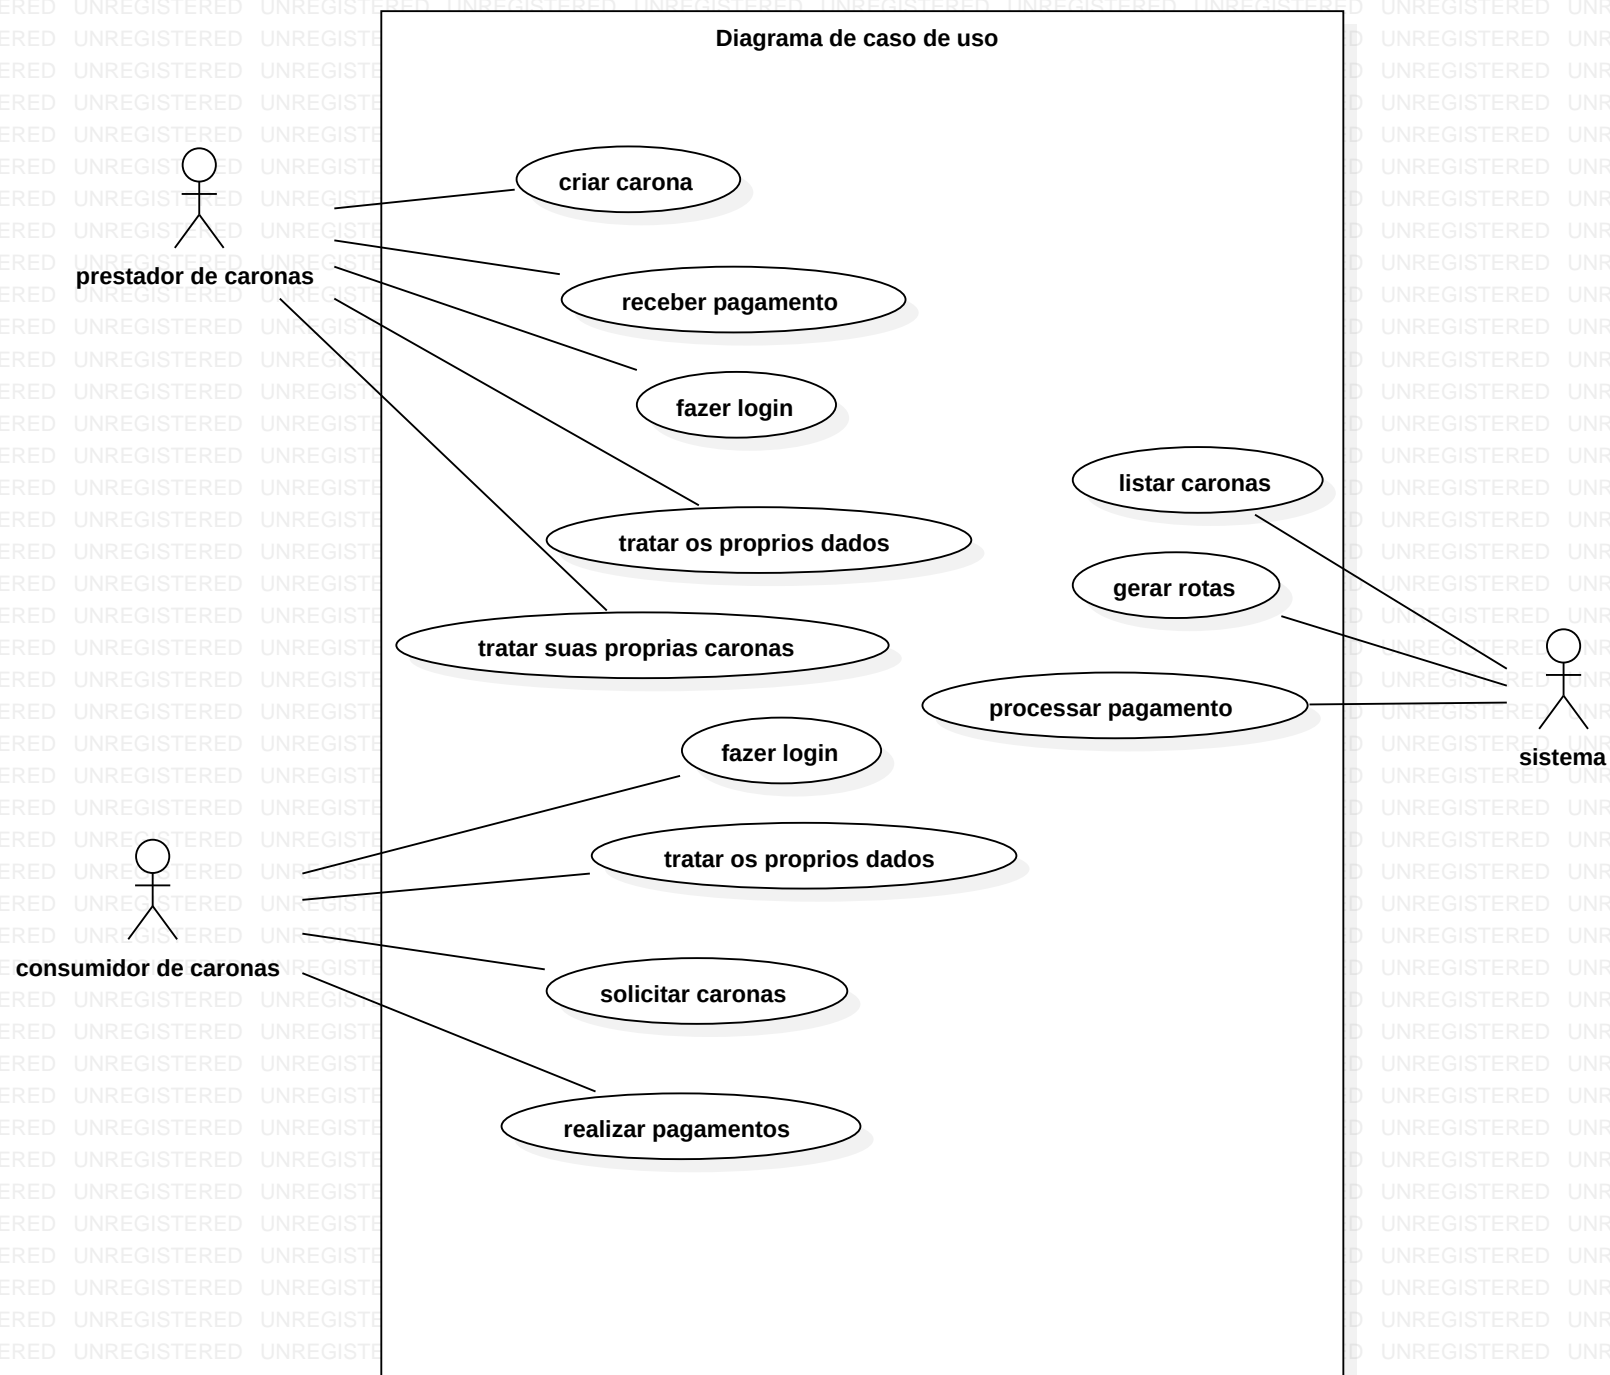 Diagrama de caso de uso
criar carona
prestador de caronas
receber pagamento
fazer login
listar caronas
tratar os proprios dados
gerar rotas
tratar suas proprias caronas
processar pagamento
fazer login
sistema
tratar os proprios dados
consumidor de caronas
solicitar caronas
realizar pagamentos
UNREGISTERED